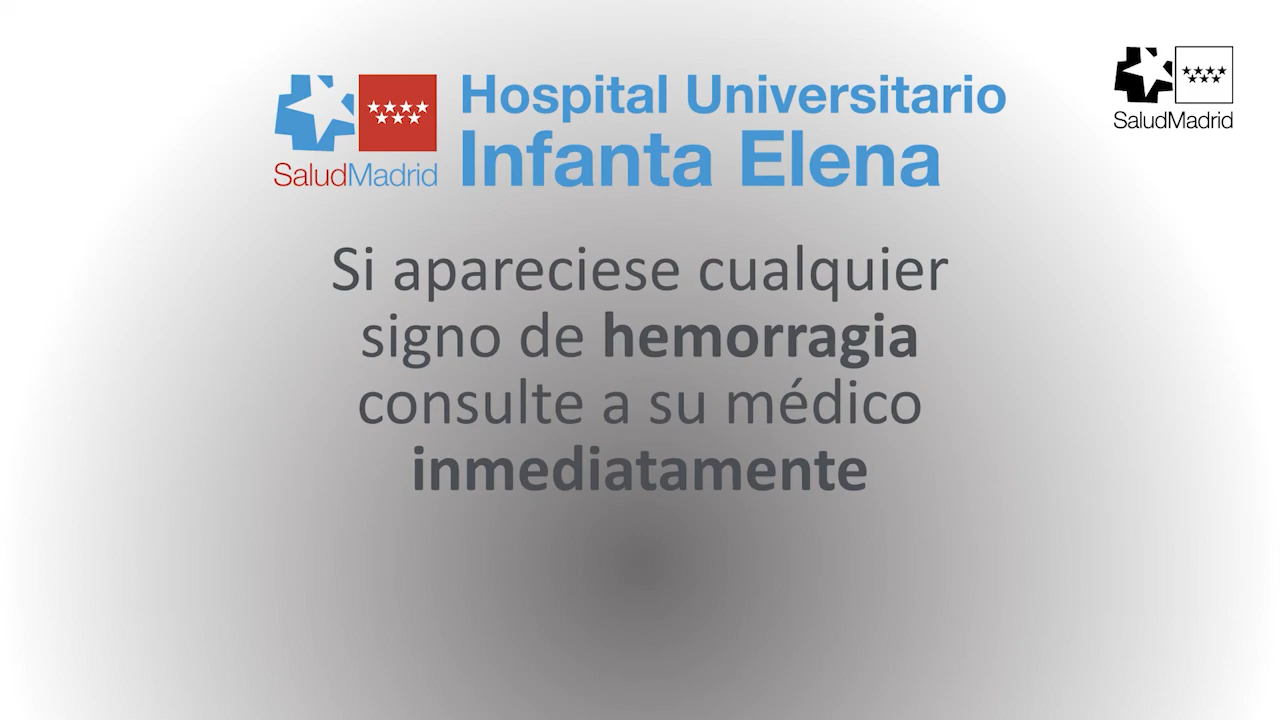 Hospital Universitario
Infanta Elena
SaludMadrid
SaludMadrid
Si apareciese cualquier
signo de hemorragia
consulte a su médico
inmediatamente